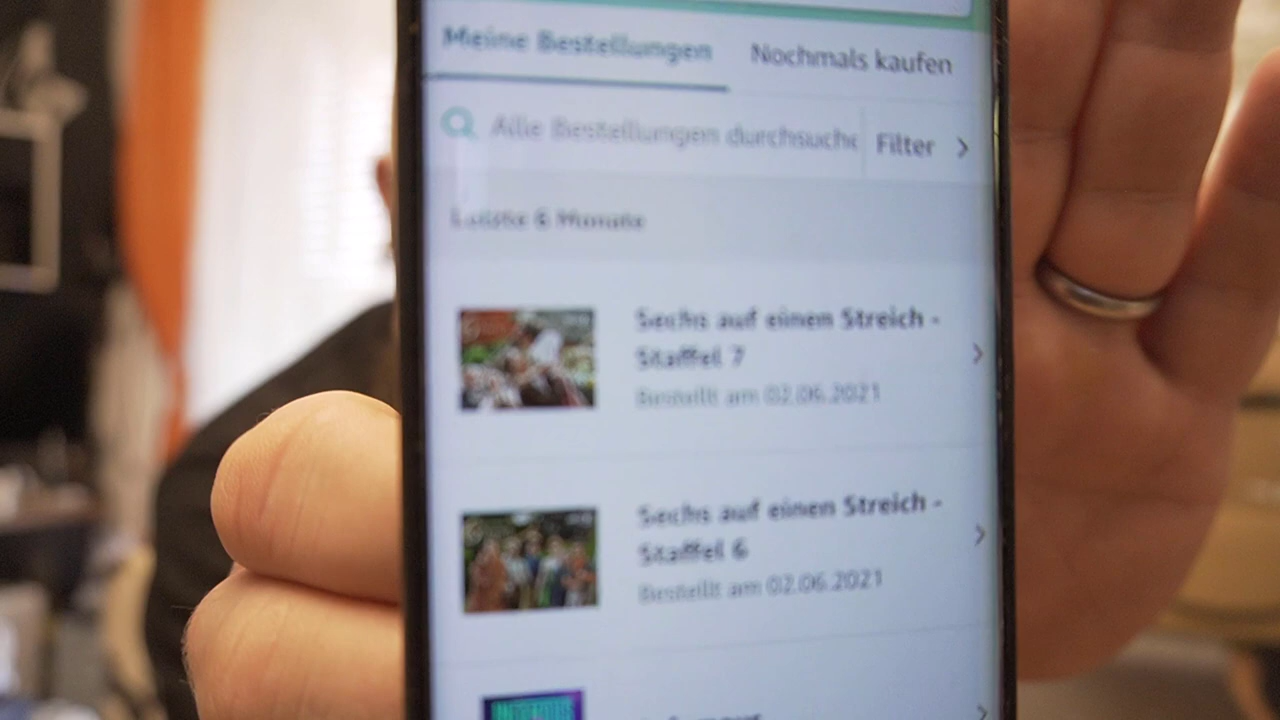 Meine Bestellungen
Nochmals kaufen
Alle Bestellungen durchsuche
Filter
Letzte 6 Monate
Sechs auf einen Streich -
Staffel 7
Bestellt am 02.06.2021
Sechs auf einen Streich -
Staffel 6
Bestellt am 02.06.2021